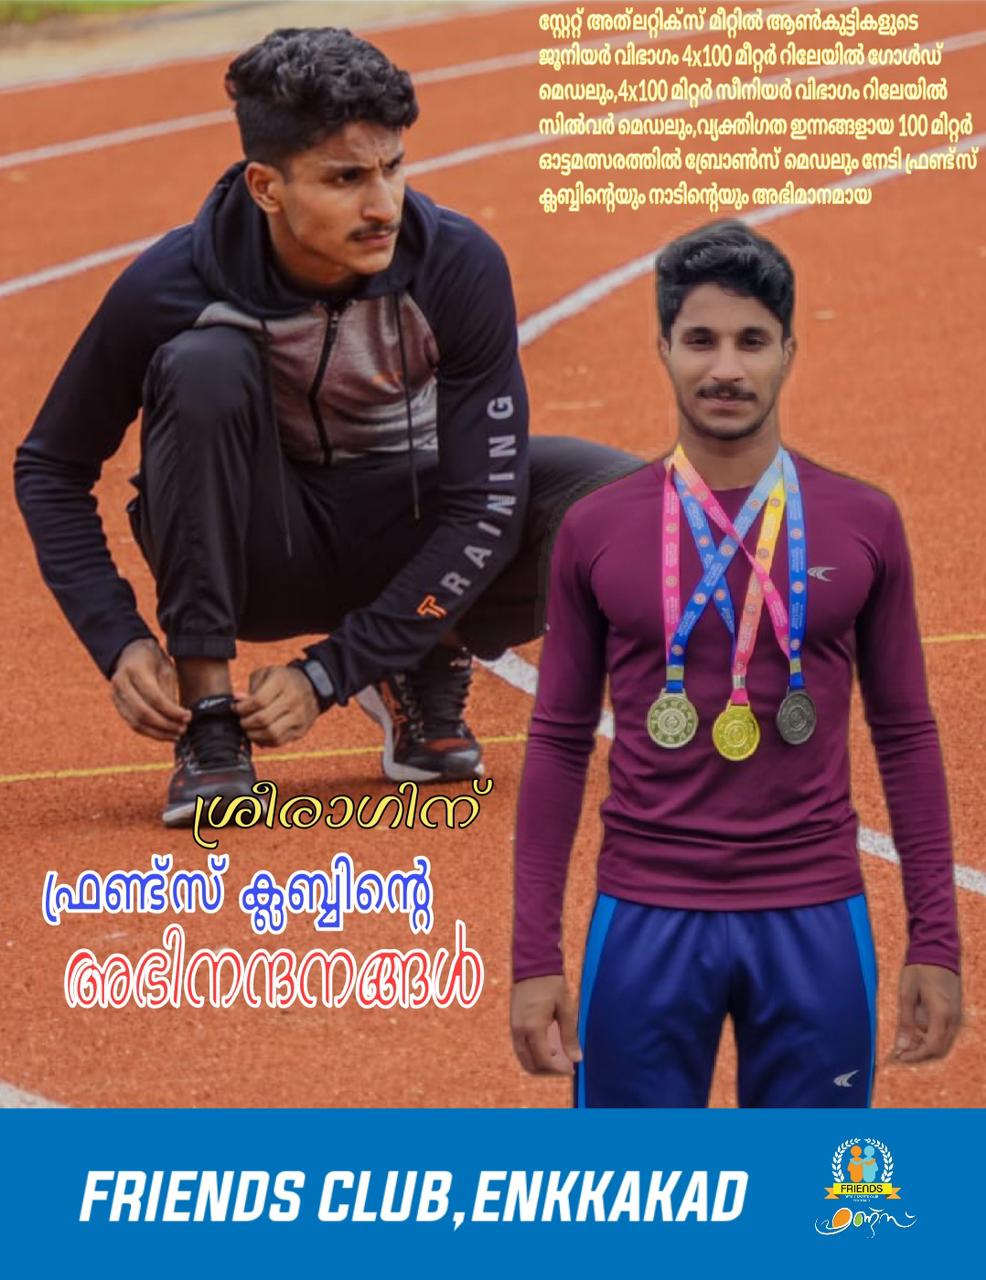 സ്റ്റേറ്റ് അത്‌ലറ്റിക്സ് മീറ്റിൽ ആൺകുട്ടികളുടെ
ജൂനിയർ വിഭാഗം 4x100 മീറ്റർ റിലേയിൽ ഗോൾഡ്
മെഡലും,4x100 മിറ്റർ സീനിയർ വിഭാഗം റിലേയിൽ
സിൽവർ മെഡലും,വ്യക്തിഗത ഇന്നങ്ങളായ 100 മിറ്റർ
ഓട്ടമത്സരത്തിൽ ബ്രോൺസ് മെഡലും നേടി ഫ്രണ്ട്സ്
ക്ലബ്ബിന്റെയും നാടിന്റെയും അഭിമാനമായ
TRAINING
ശ്രീരാഗിന്
ഫ്രണ്ട്സ് ക്ലബ്ബിന്റെ
അഭിനന്ദനങ്ങൾ
FRIENDS CLUB,ENKKAKAD
FRIENDS
ഫ്രണ്ട്സ്